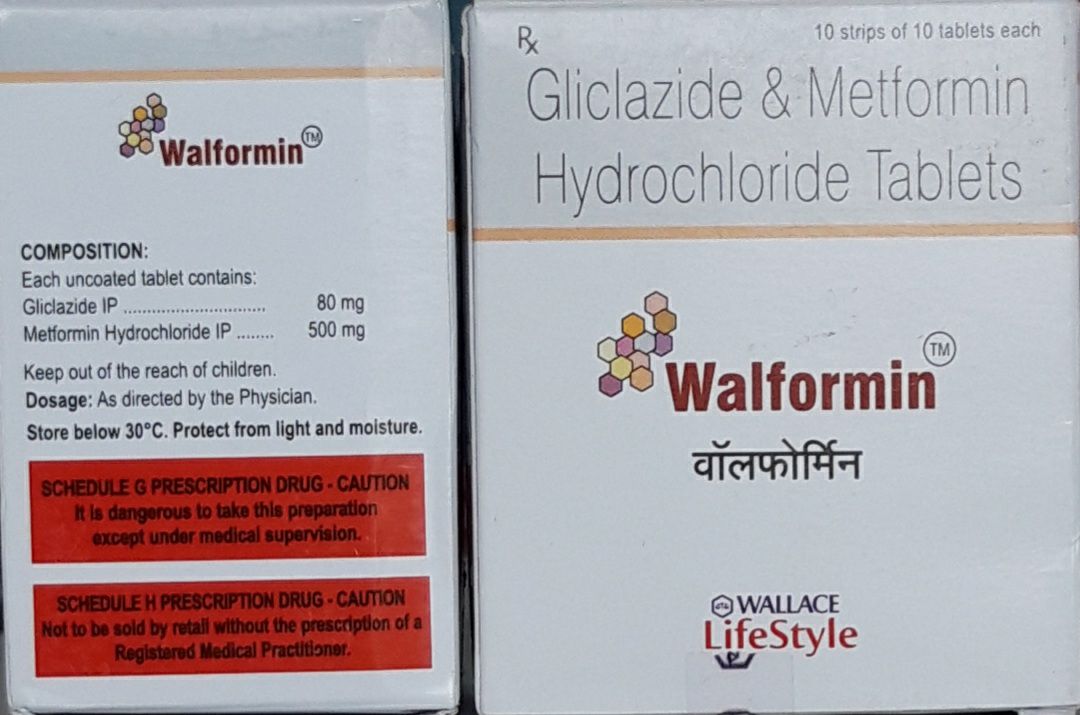 Walformin™
COMPOSITION:
Each uncoated tablet contains:
Gliclazide IP .............................. 80 mg
Metformin Hydrochloride IP ........ 500 mg
Keep out of the reach of children.
Dosage: As directed by the Physician.
Store below 30°C. Protect from light and moisture.
SCHEDULE G PRESCRIPTION DRUG - CAUTION
It is dangerous to take this preparation
except under medical supervision.
SCHEDULE H PRESCRIPTION DRUG - CAUTION
Not to be sold by retail without the prescription of a
Registered Medical Practitioner.
Rx
10 strips of 10 tablets each
Gliclazide & Metformin
Hydrochloride Tablets
Walformin™
वॉलफोर्मिन
WALLACE
LifeStyle